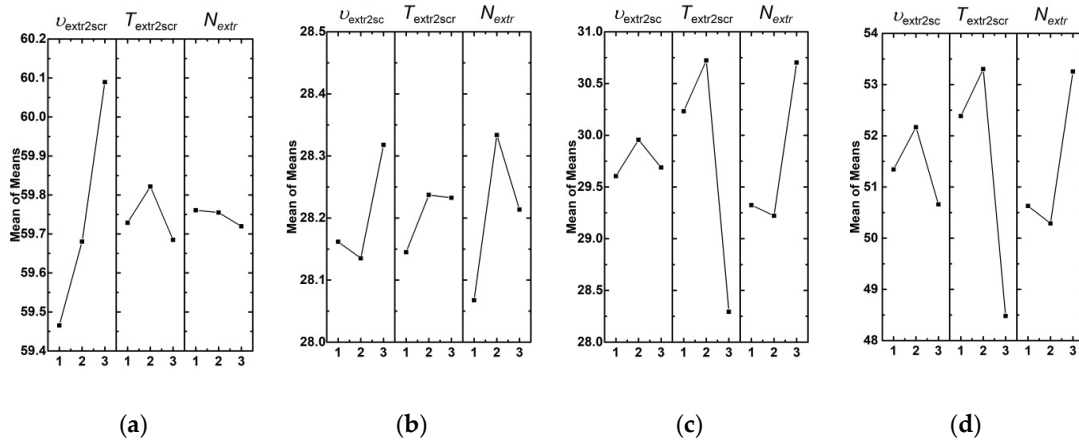 υextr2scr Textr2scr Nextr
Mean of Means
60.2
60.1
60.0
59.9
59.8
59.7
59.6
59.5
59.4
1 2 3 1 2 3 1 2 3
(a)
υextr2sc Textr2scr Nextr
Mean of Means
28.5
28.4
28.3
28.2
28.1
28.0
1 2 3 1 2 3 1 2 3
(b)
υextr2sc Textr2scr Nextr
Mean of Means
31.0
30.5
30.0
29.5
29.0
28.5
28.0
1 2 3 1 2 3 1 2 3
(c)
υextr2sc Textr2scr Nextr
Mean of Means
54
53
52
51
50
49
48
1 2 3 1 2 3 1 2 3
(d)